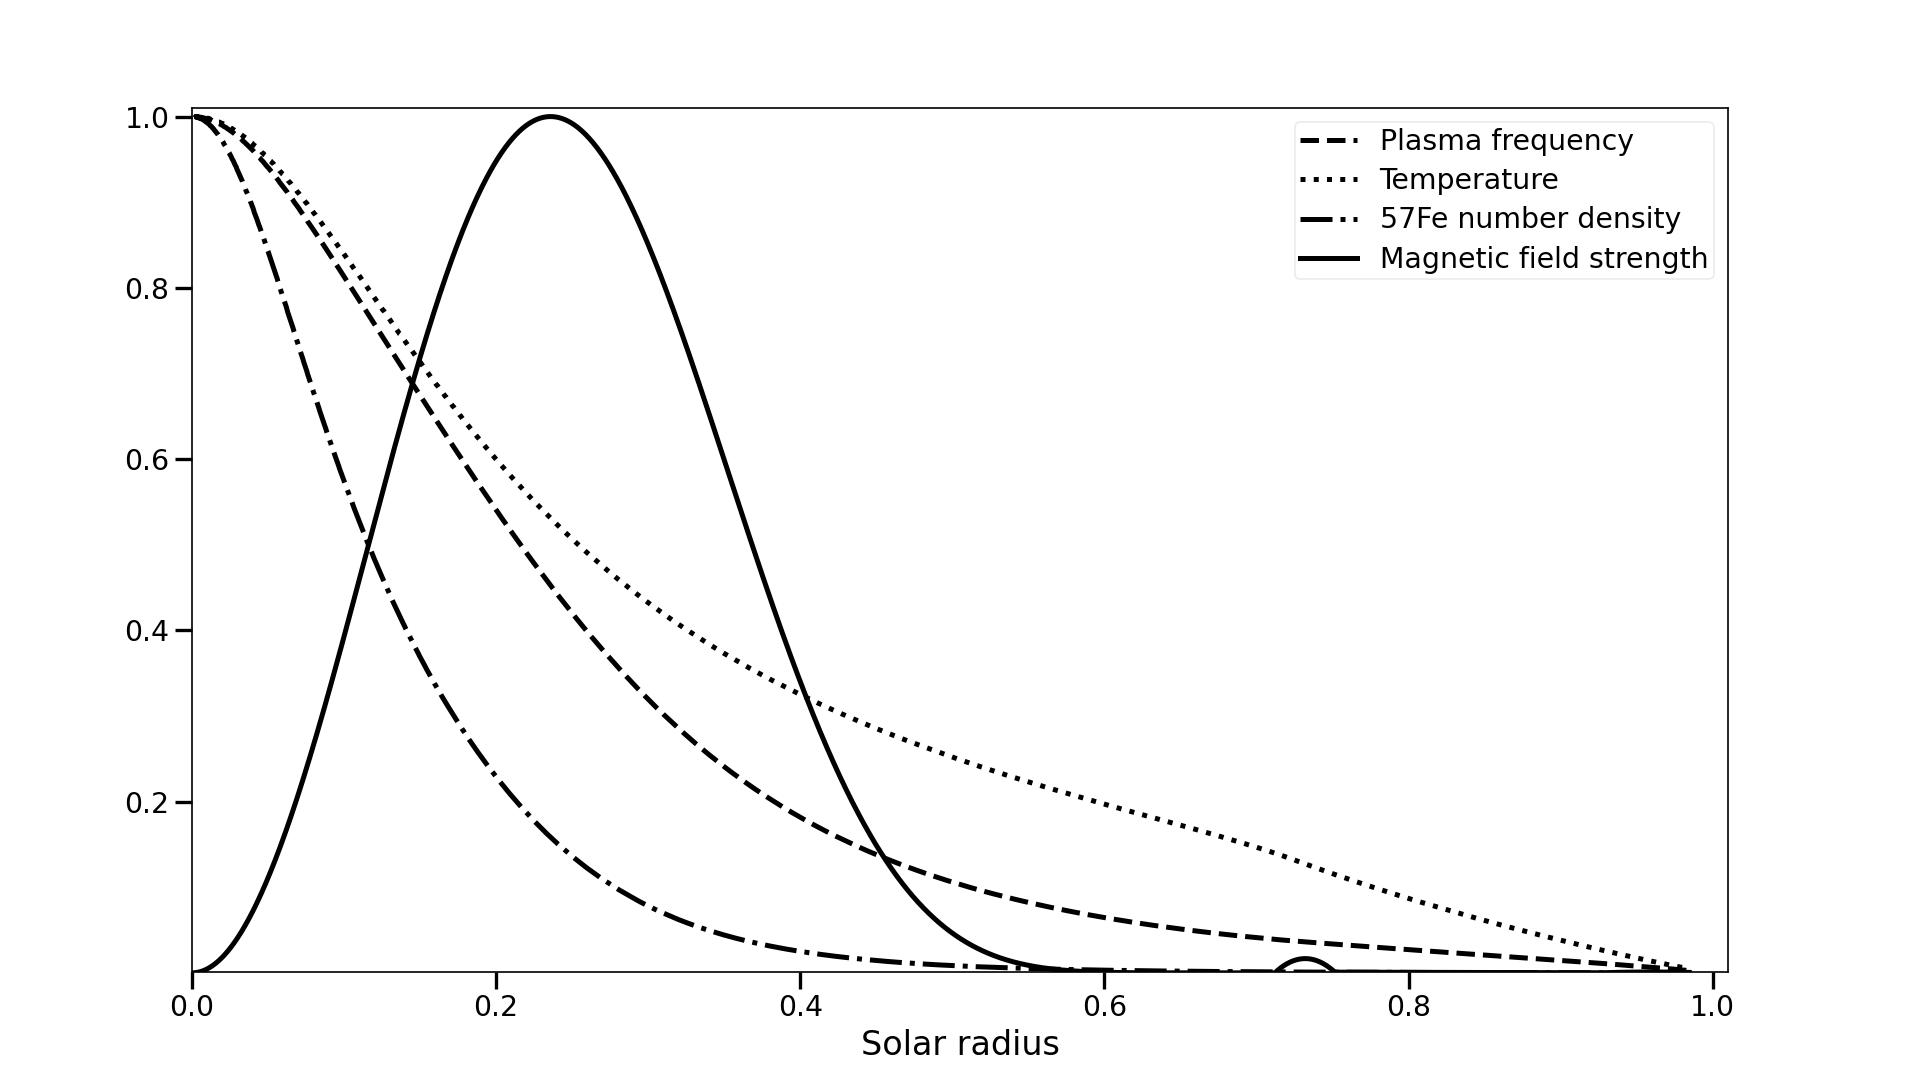 1.0
0.8
0.6
0.4
0.2
Plasma frequency
Temperature
57Fe number density
Magnetic field strength
0.0 0.2 0.4 0.6 0.8 1.0
Solar radius